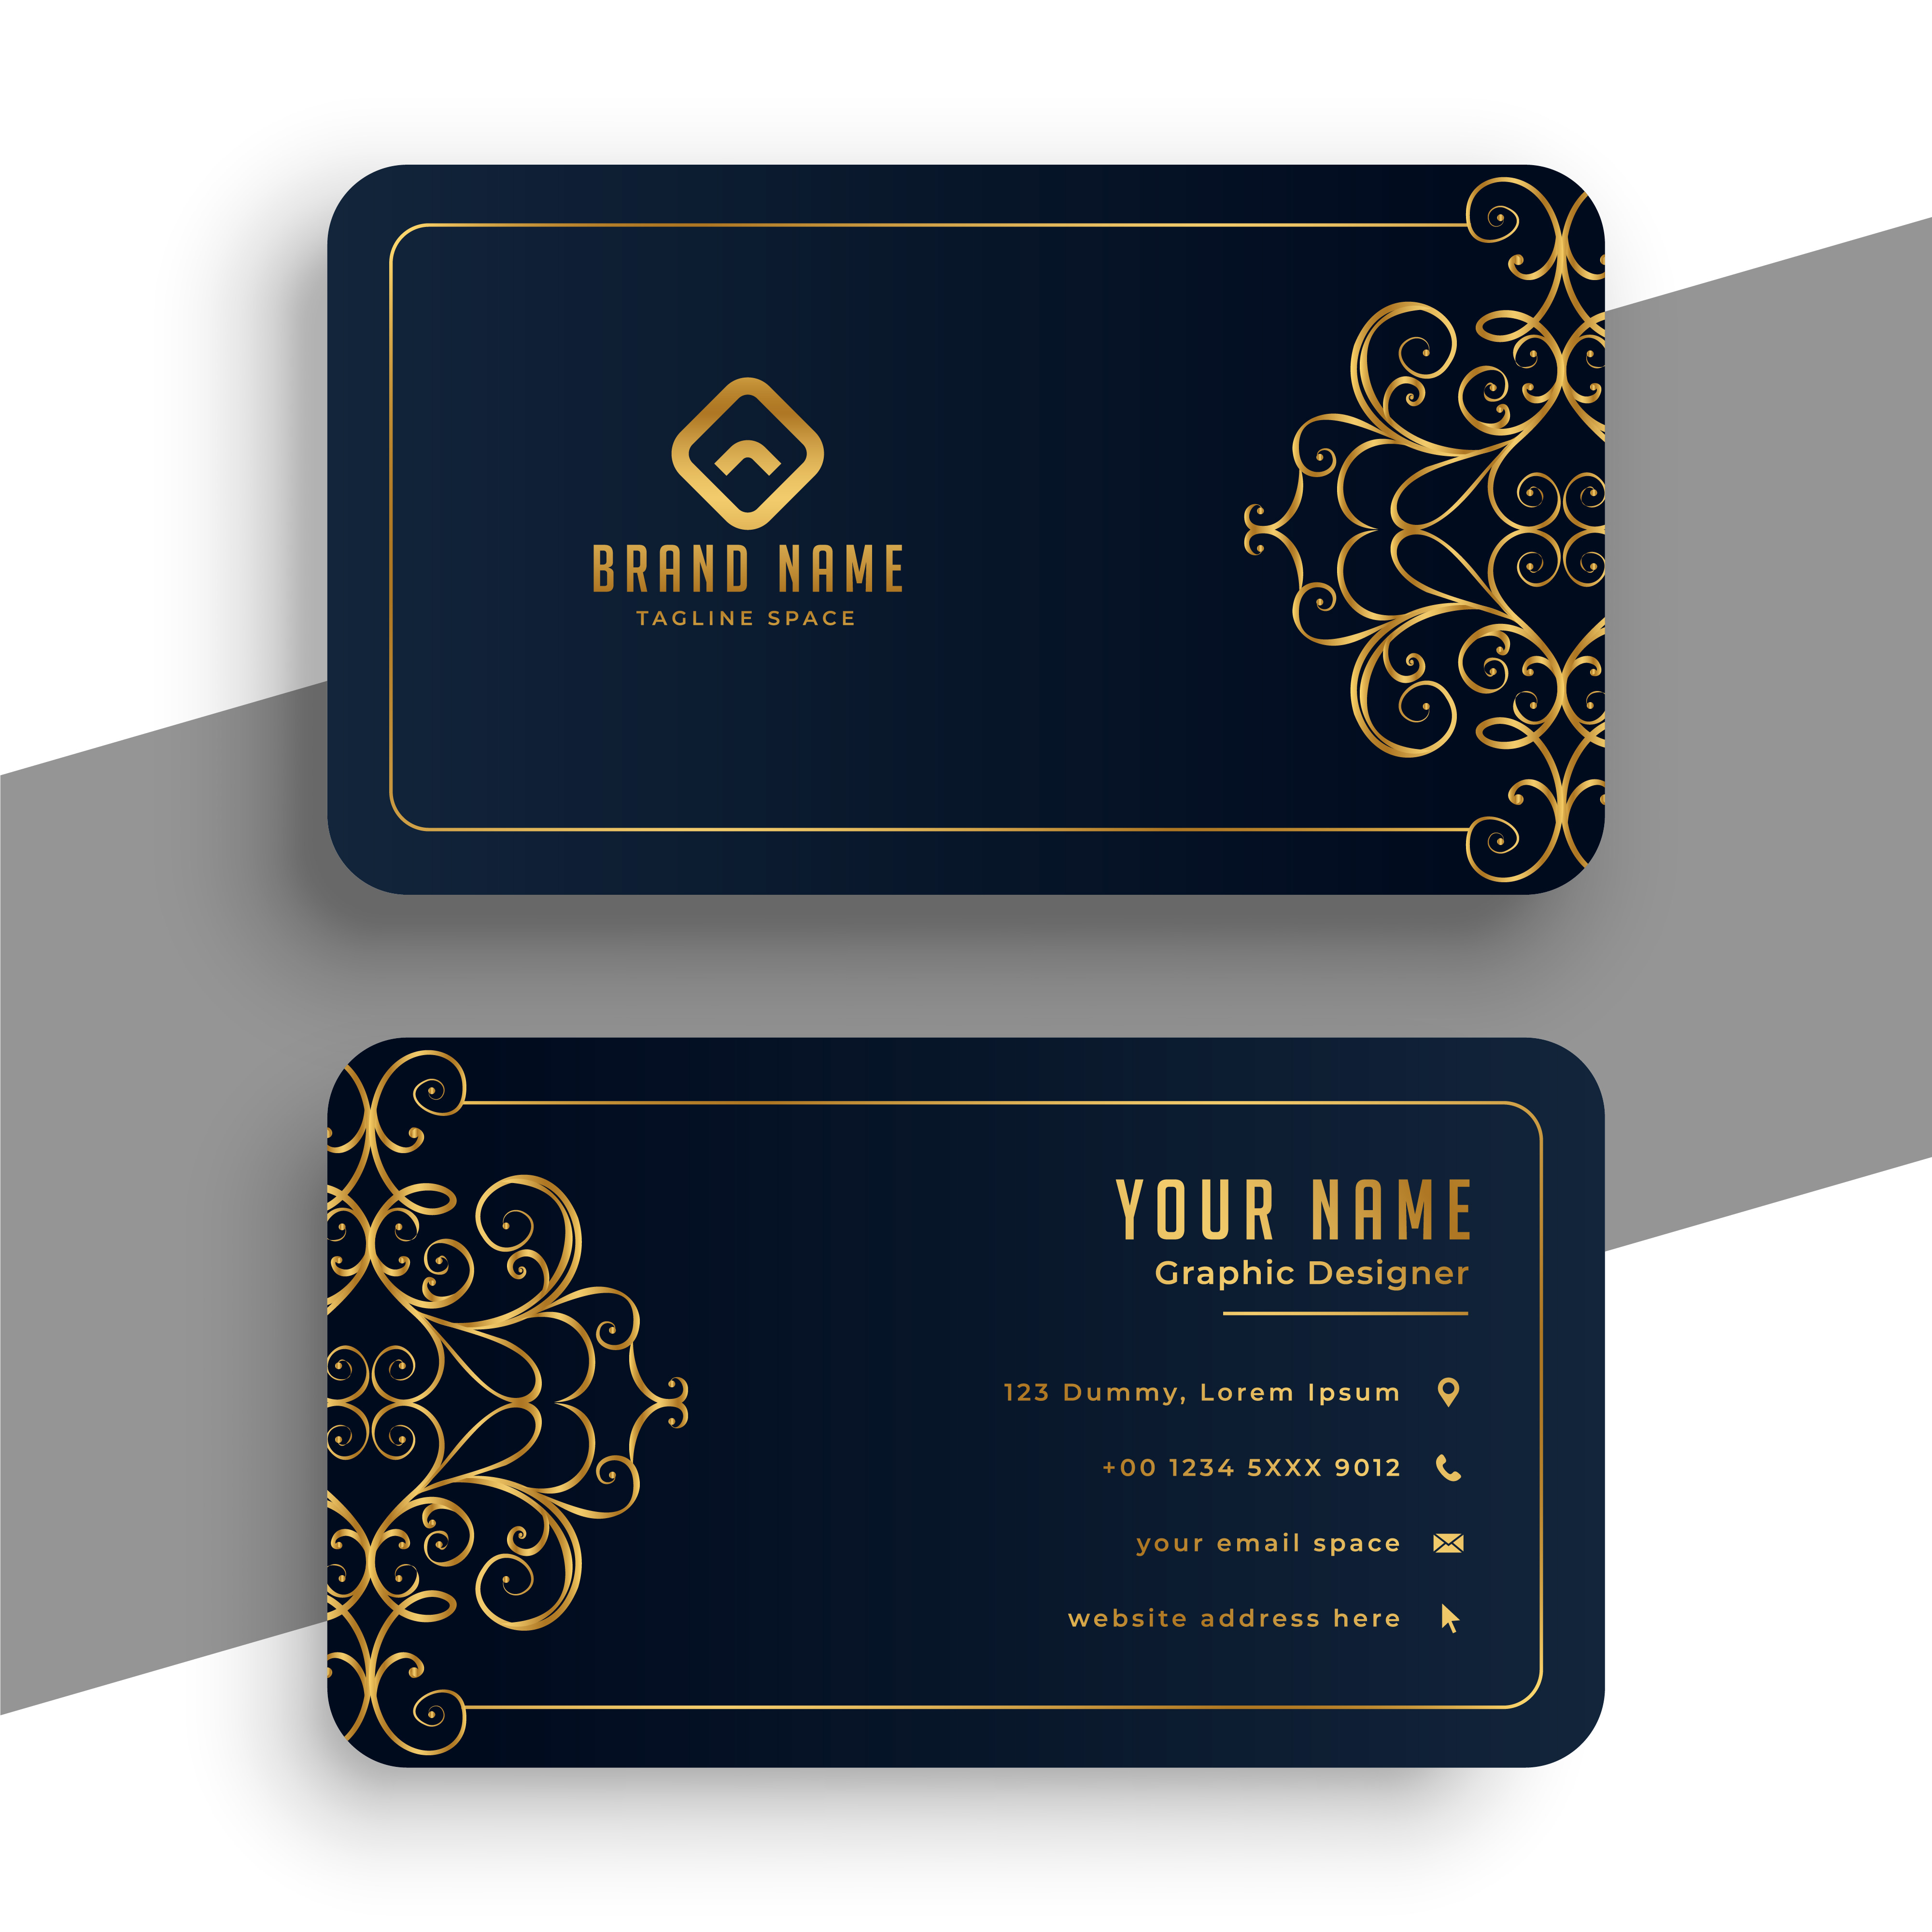 BRAND NAME
TAGLINE SPACE
YOUR NAME
Graphic Designer
123 Dummy, Lorem Ipsum
+00 1234 5XXX 9012
your email space
website address here